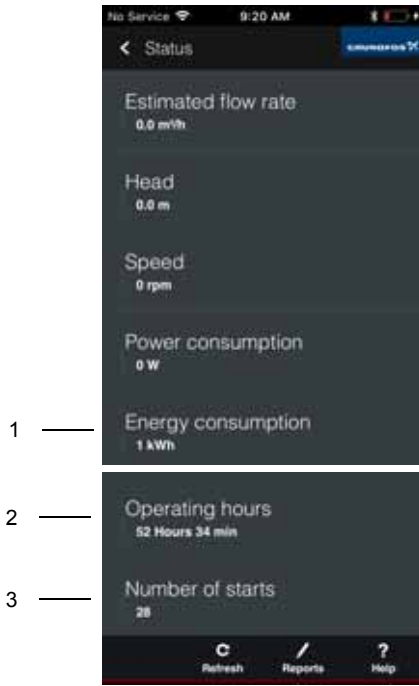 No Service 9:20 AM
< Status GRUNDFOS
Estimated flow rate
0.0 m³/h
Head
0.0 m
Speed
0 rpm
Power consumption
0 W
1 Energy consumption
1 kWh
2 Operating hours
52 Hours 34 min
3 Number of starts
28
Refresh Reports ? Help